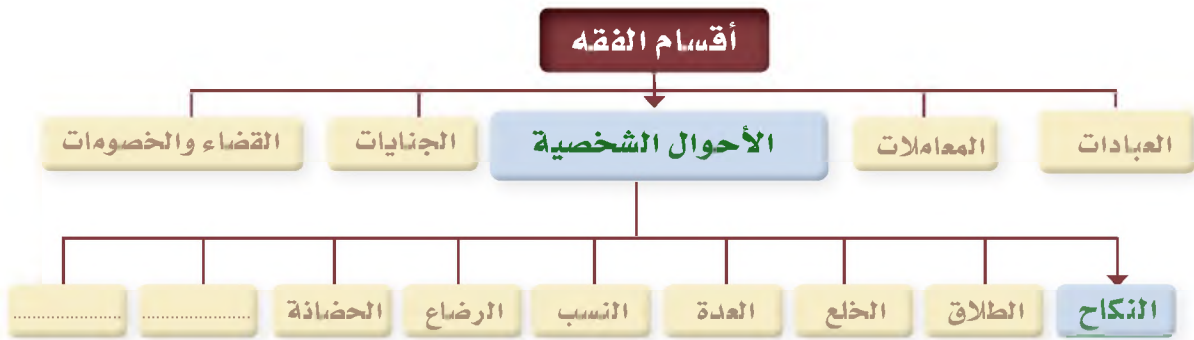 أقسام الفقه
العبادات
المعاملات
الأحوال الشخصية
الجنايات
القضاء والخصومات
النكاح
الطلاق
الخلع
العدة
النسب
الرضاع
الحضانة
....................
....................